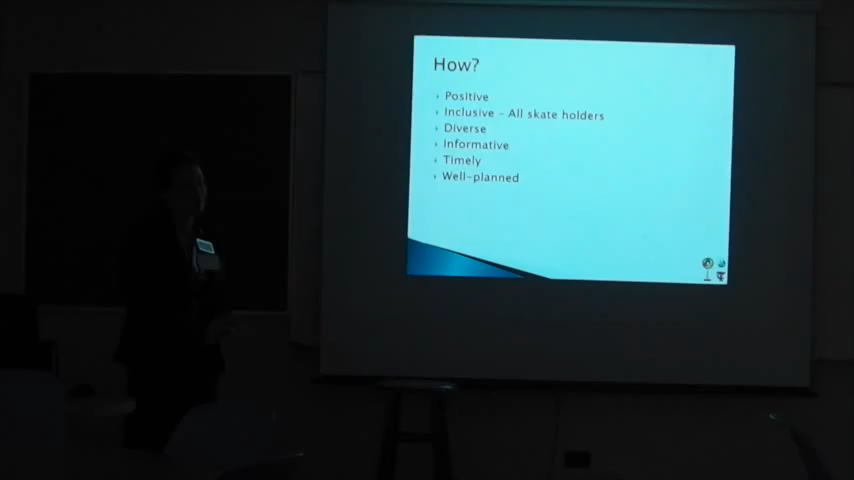 How?
Positive
Inclusive - All skate holders
Diverse
Informative
Timely
Well-planned